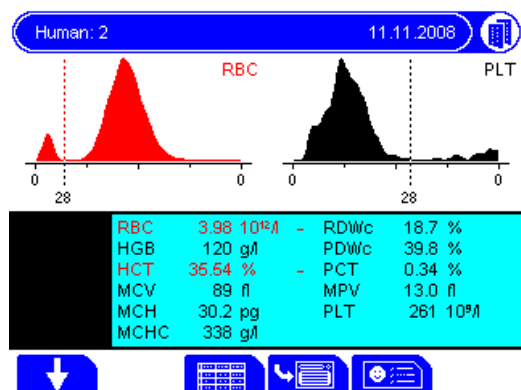 Human: 2 11.11.2008
RBC PLT
0 0 0 0
28 28
RBC 3.98 10¹²/l - RDWc 18.7 %
HGB 120 g/l PDWc 39.8 %
HCT 35.54 % - PCT 0.34 %
MCV 89 fl MPV 13.0 fl
MCH 30.2 pg PLT 261 10⁹/l
MCHC 338 g/l